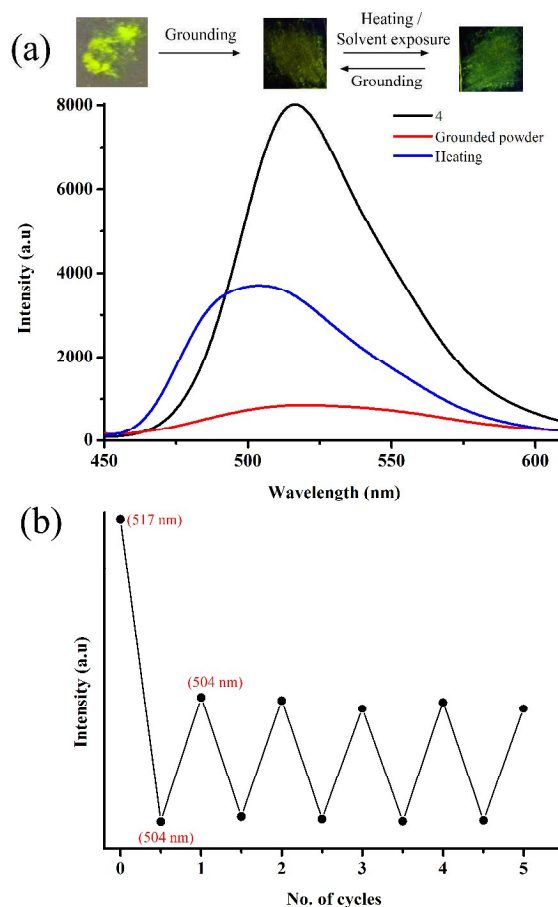 (a)
Grounding
Heating /
Solvent exposure
Grounding
8000
6000
4000
2000
0
Intensity (a.u)
4
Grounded powder
Heating
450
500
550
600
Wavelength (nm)
(b)
(517 nm)
(504 nm)
(504 nm)
Intensity (a.u)
0
1
2
3
4
5
No. of cycles